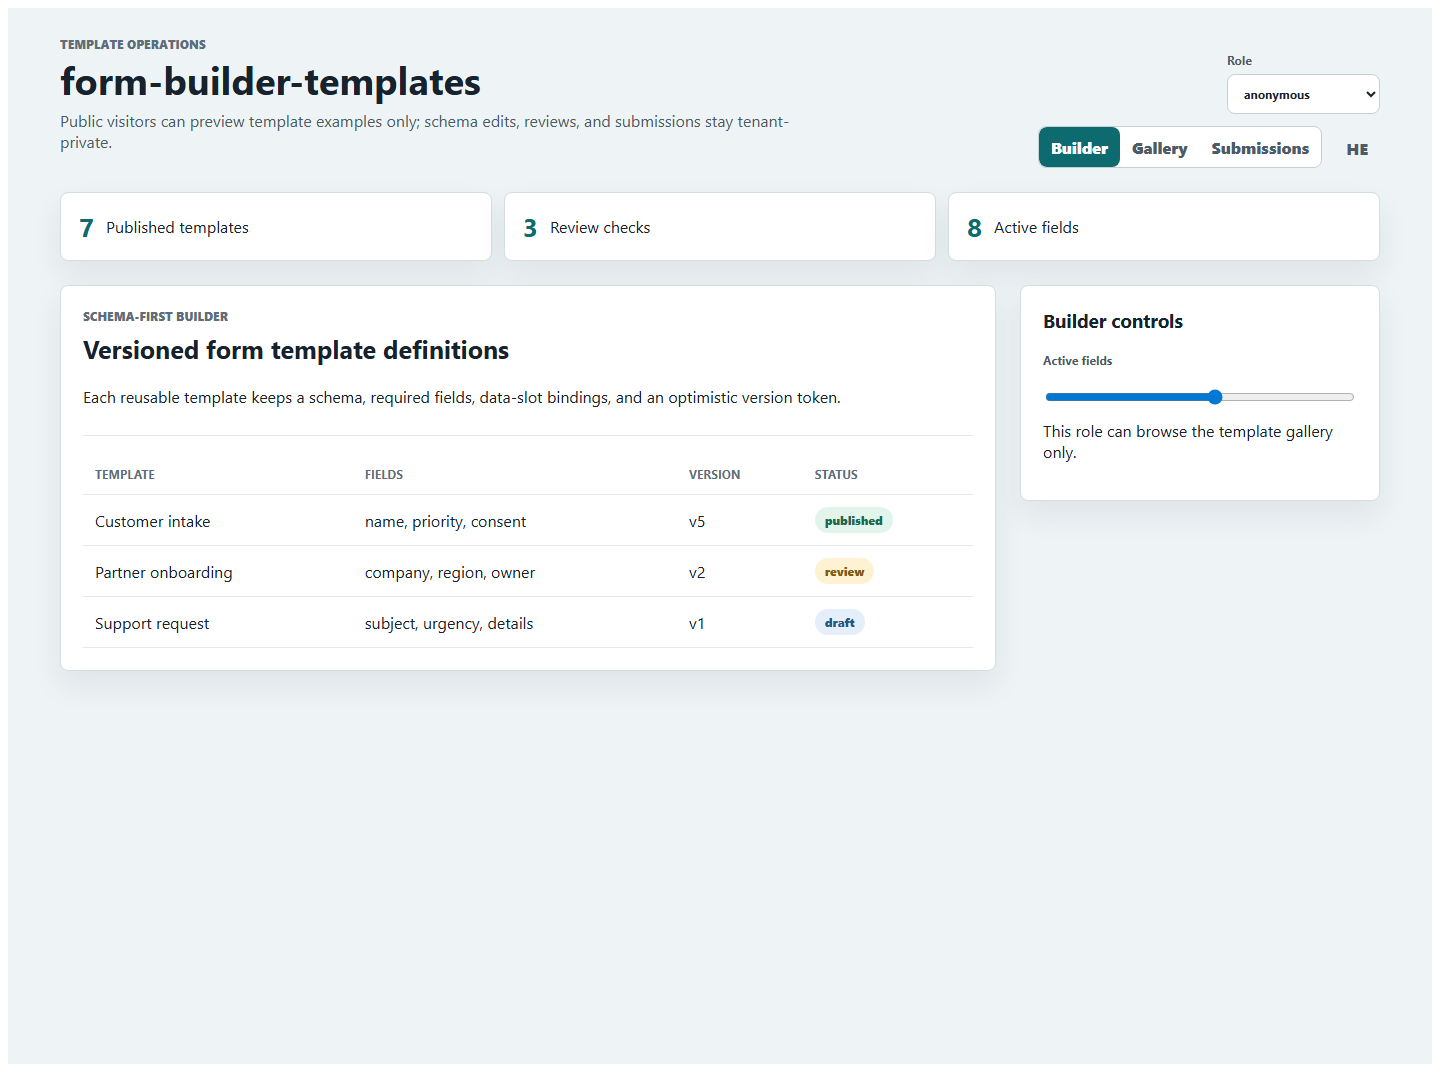 TEMPLATE OPERATIONS
form-builder-templates
Public visitors can preview template examples only; schema edits, reviews, and submissions stay tenant-
private.
Role
anonymous
Builder Gallery Submissions HE
7 Published templates
3 Review checks
8 Active fields
SCHEMA-FIRST BUILDER
Versioned form template definitions
Each reusable template keeps a schema, required fields, data-slot bindings, and an optimistic version token.
TEMPLATE FIELDS VERSION STATUS
Customer intake name, priority, consent v5 published
Partner onboarding company, region, owner v2 review
Support request subject, urgency, details v1 draft
Builder controls
Active fields
This role can browse the template gallery
only.